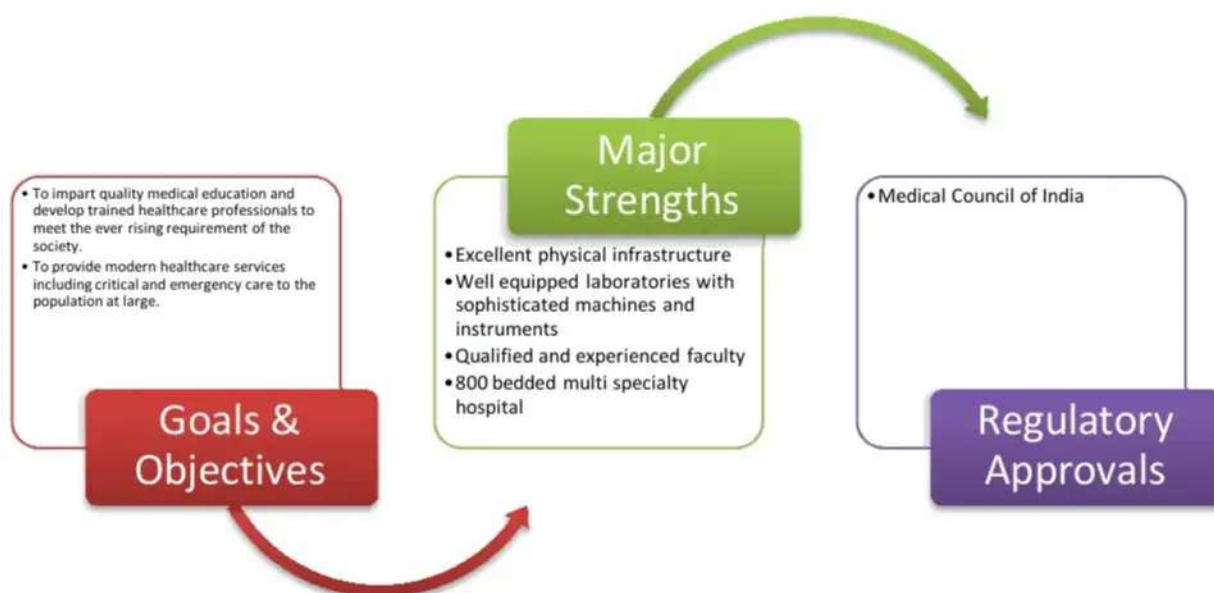 • To impart quality medical education and
develop trained healthcare professionals to
meet the ever rising requirement of the
society.
• To provide modern healthcare services
including critical and emergency care to the
population at large.
Goals &
Objectives
Major
Strengths
• Excellent physical infrastructure
• Well equipped laboratories with
sophisticated machines and
instruments
• Qualified and experienced faculty
• 800 bedded multi specialty
hospital
• Medical Council of India
Regulatory
Approvals